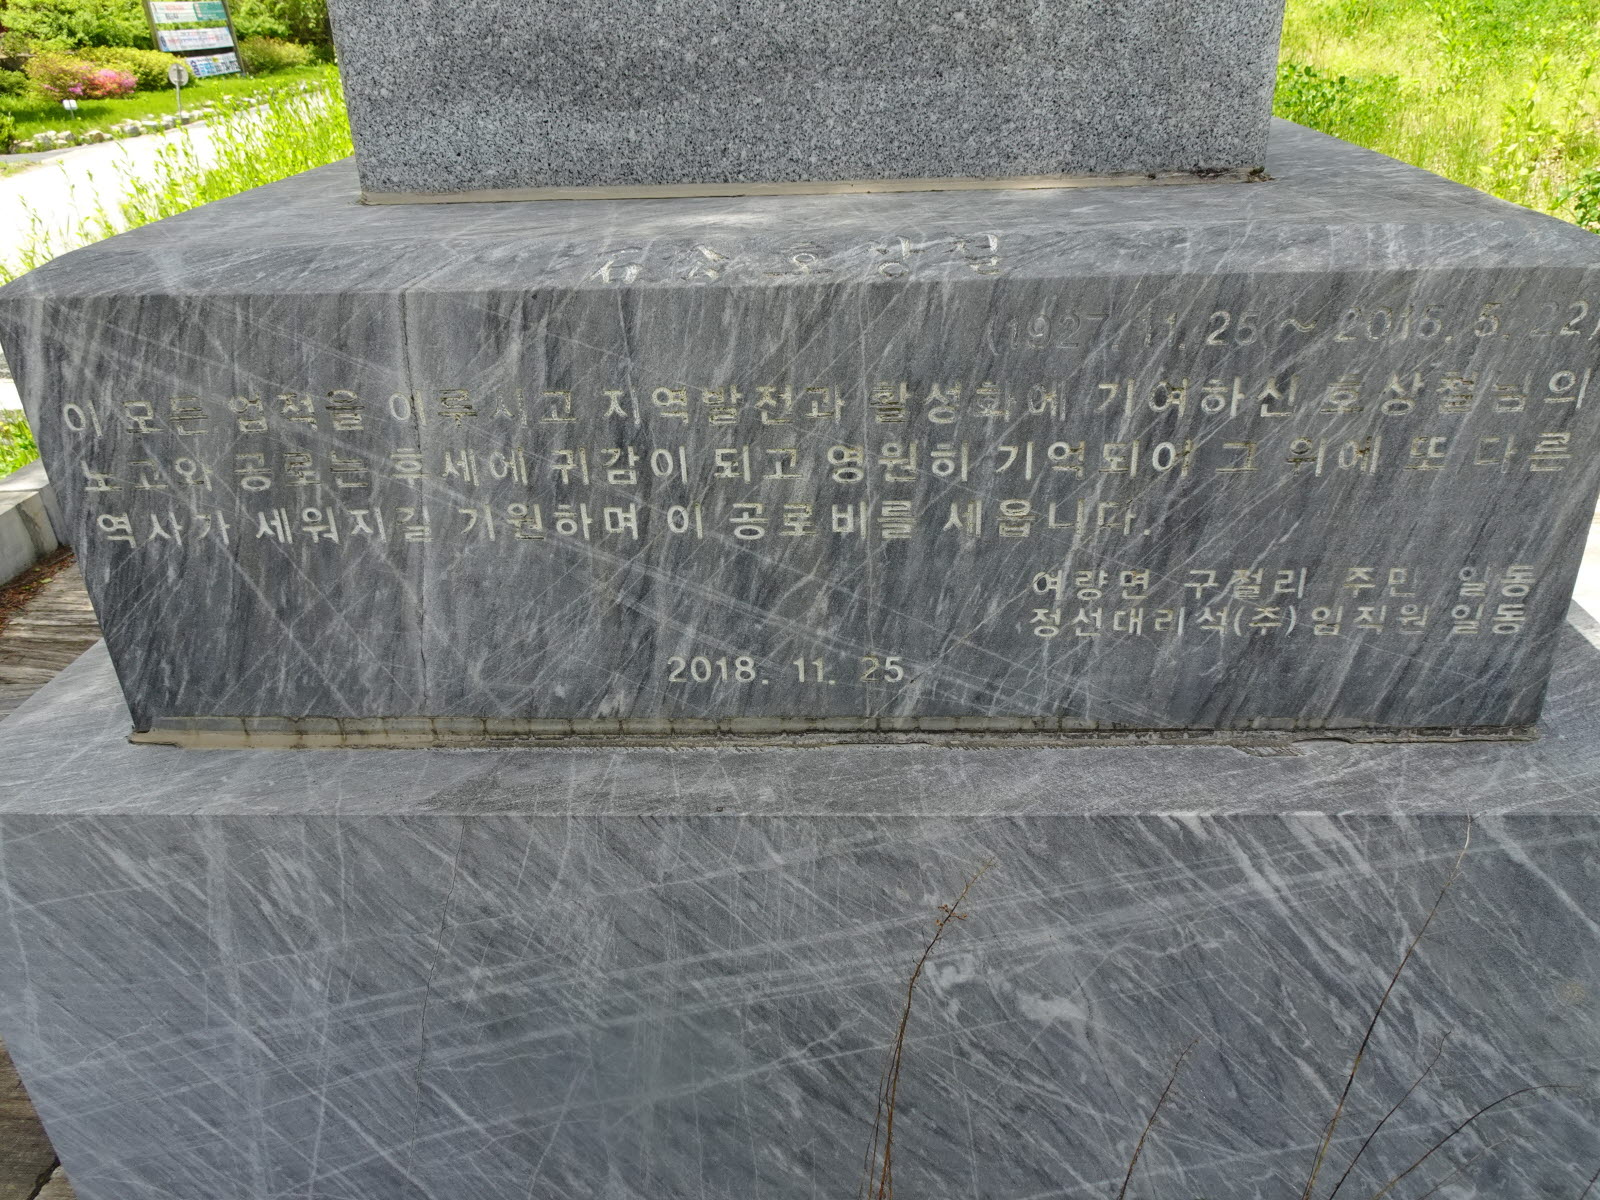 (1927. 11. 25 ~ 2015. 5. 22)
이 모든 업적을 이루시고 지역발전과 활성화에 기여하신 호상철님의
노고와 공로는 후세에 귀감이 되고 영원히 기억되어 그 위에 또 다른
역사가 세워지길 기원하며 이 공로비를 세웁니다.
여량면 구절리 주민 일동
정선대리석(주) 임직원 일동
2018. 11. 25.